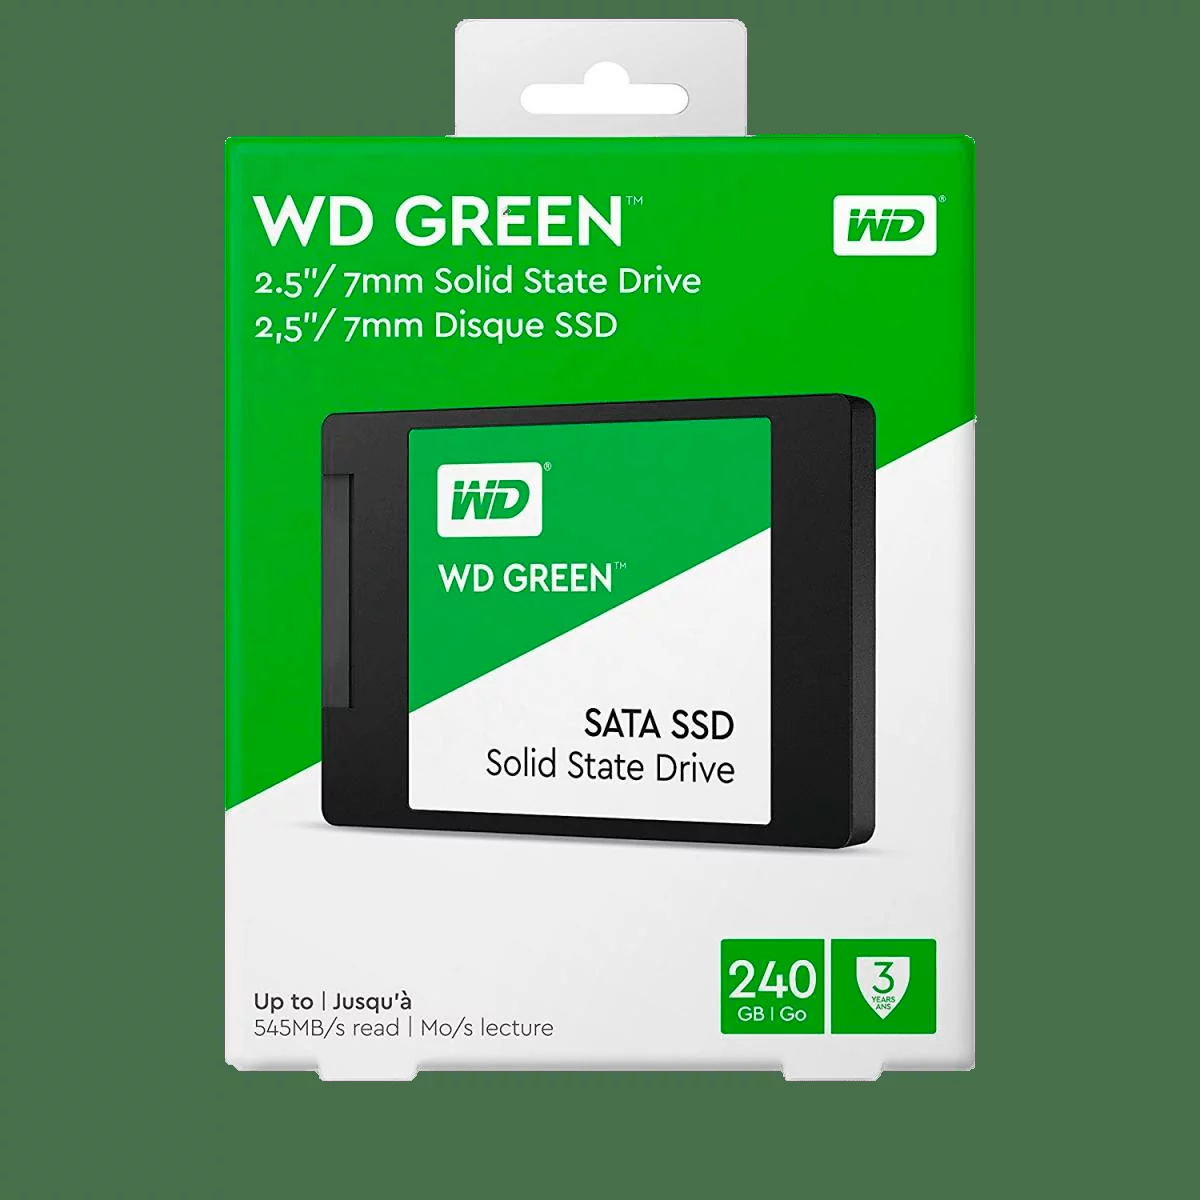 WD GREEN™
WD®
2.5"/ 7mm Solid State Drive
2,5"/ 7mm Disque SSD
WD®
WD GREEN™
SATA SSD
Solid State Drive
240
GB | Go
3
YEARS
ANS
Up to | Jusqu'à
545MB/s read | Mo/s lecture